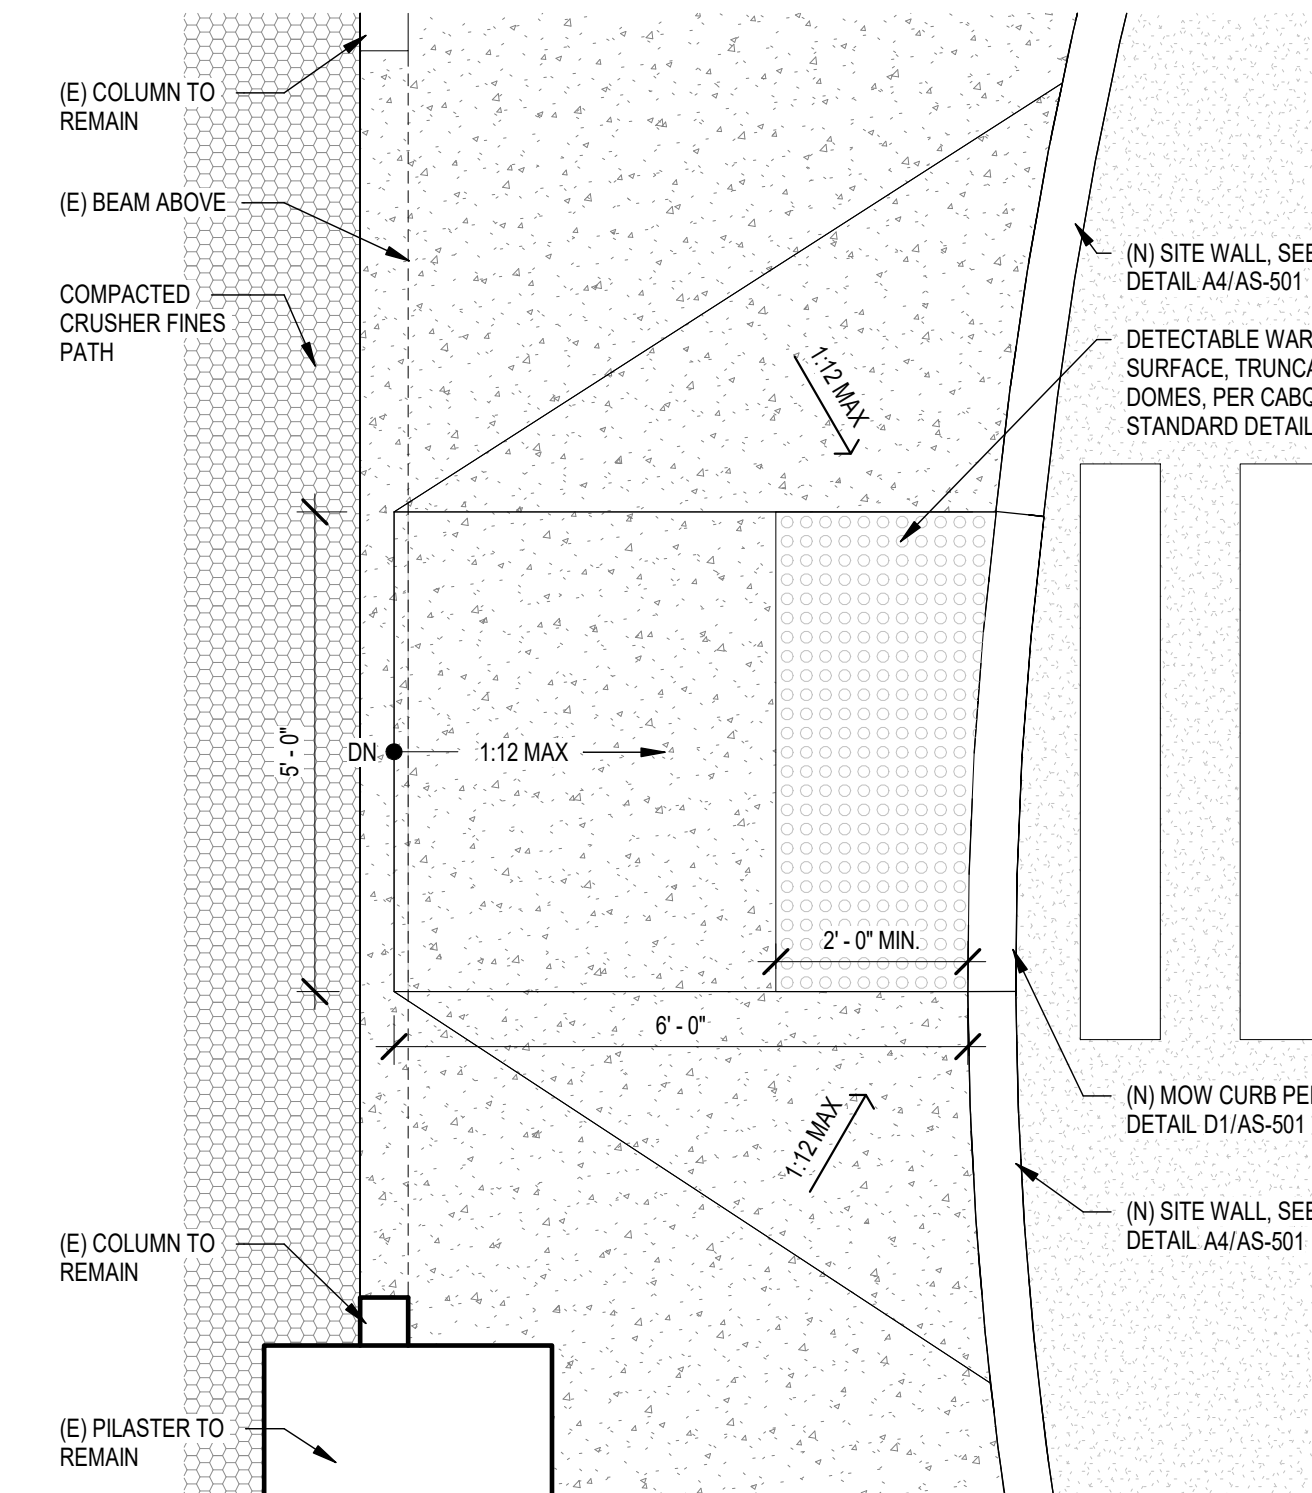 (E) COLUMN TO
REMAIN
(E) BEAM ABOVE
COMPACTED
CRUSHER FINES
PATH
(N) SITE WALL, SEE
DETAIL A4/AS-501
DETECTABLE WAR
SURFACE, TRUNCA
DOMES, PER CABQ
STANDARD DETAIL
1:12 MAX
5' - 0"
DN
1:12 MAX
2' - 0" MIN.
6' - 0"
1:12 MAX
(N) MOW CURB PER
DETAIL D1/AS-501
(N) SITE WALL, SEE
DETAIL A4/AS-501
(E) COLUMN TO
REMAIN
(E) PILASTER TO
REMAIN